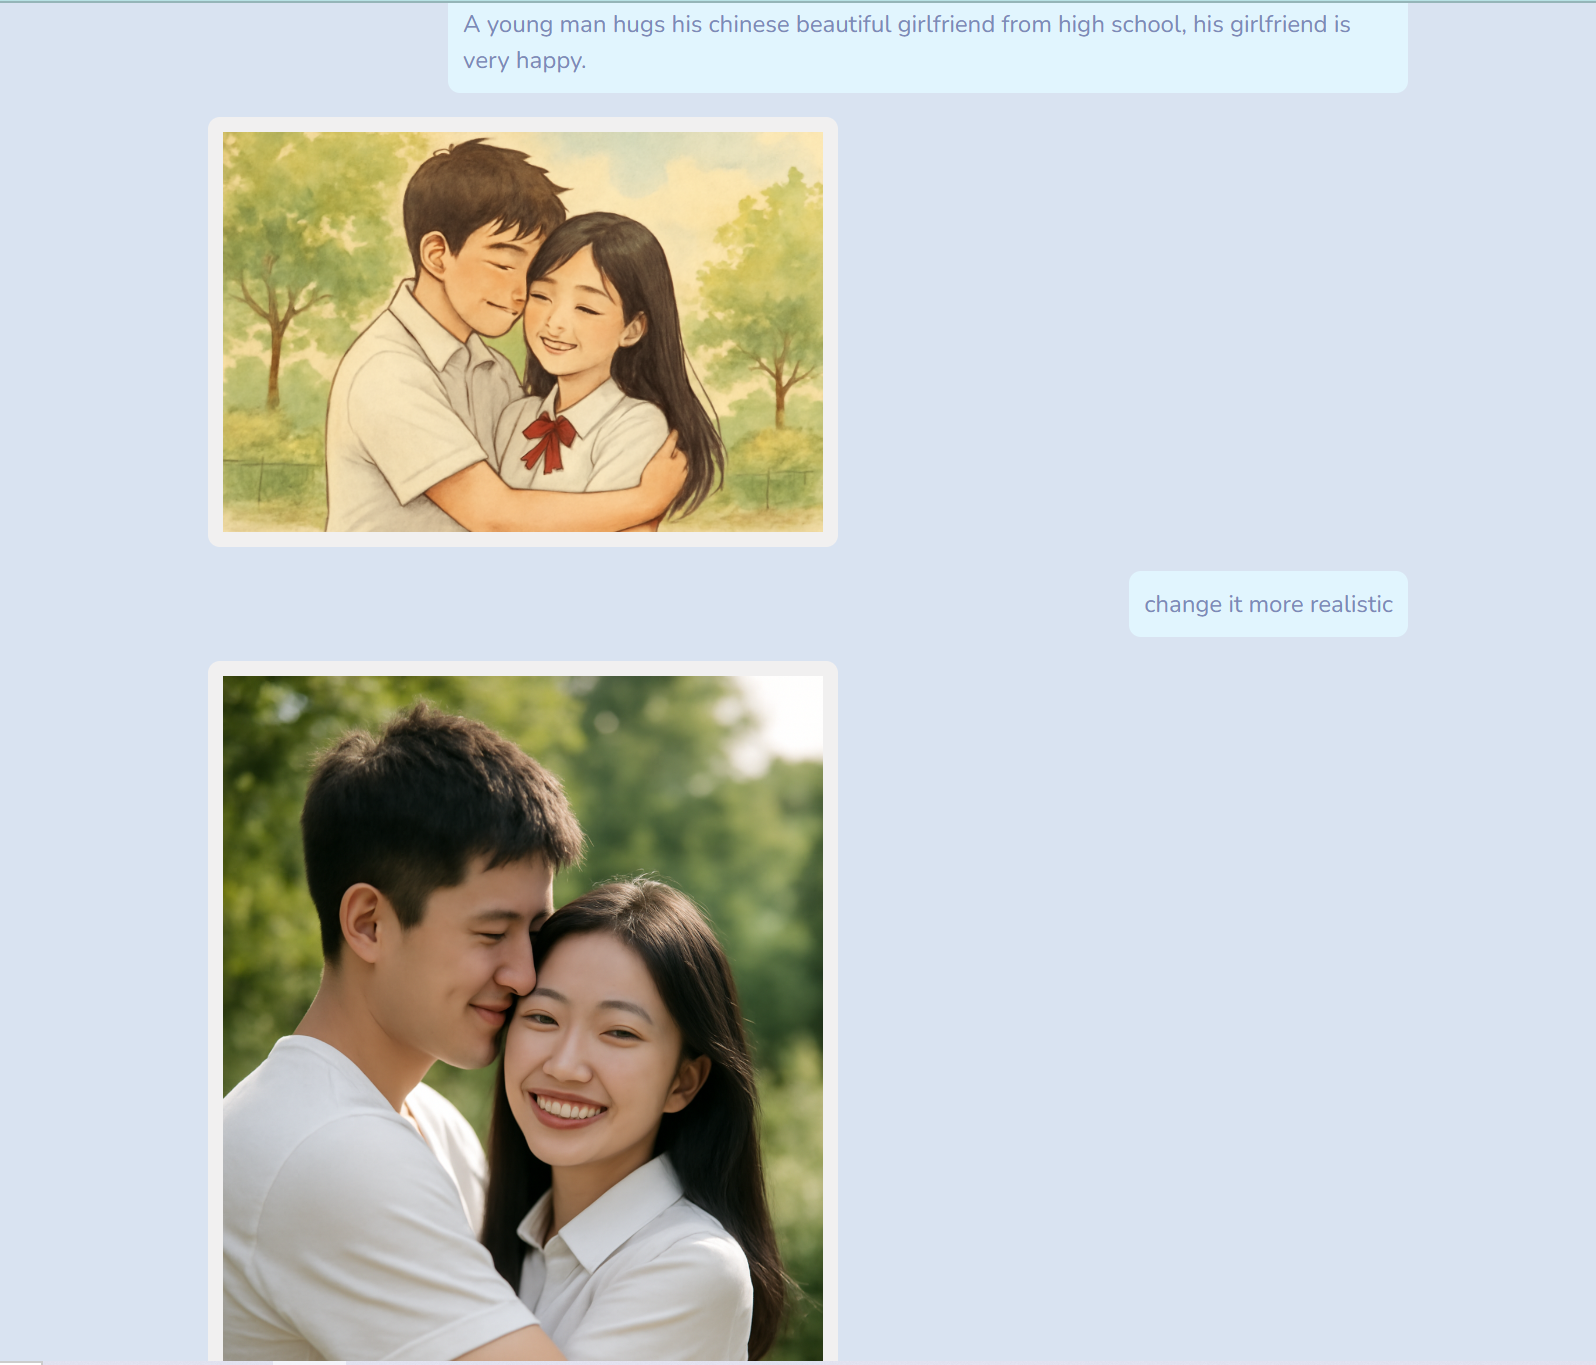 A young man hugs his chinese beautiful girlfriend from high school, his girlfriend is
very happy.
change it more realistic